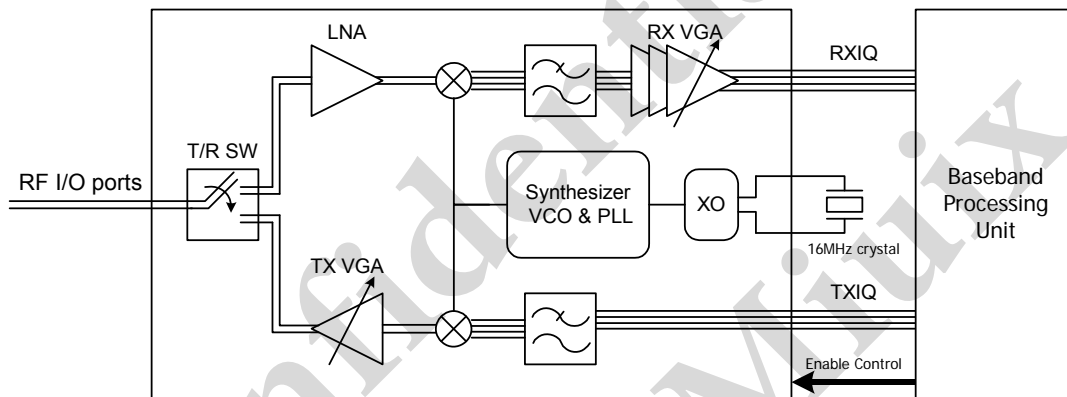 LNA
RX VGA
RXIQ
T/R SW
RF I/O ports
Synthesizer
VCO & PLL
XO
Baseband
Processing
Unit
16MHz crystal
TX VGA
TXIQ
Enable Control